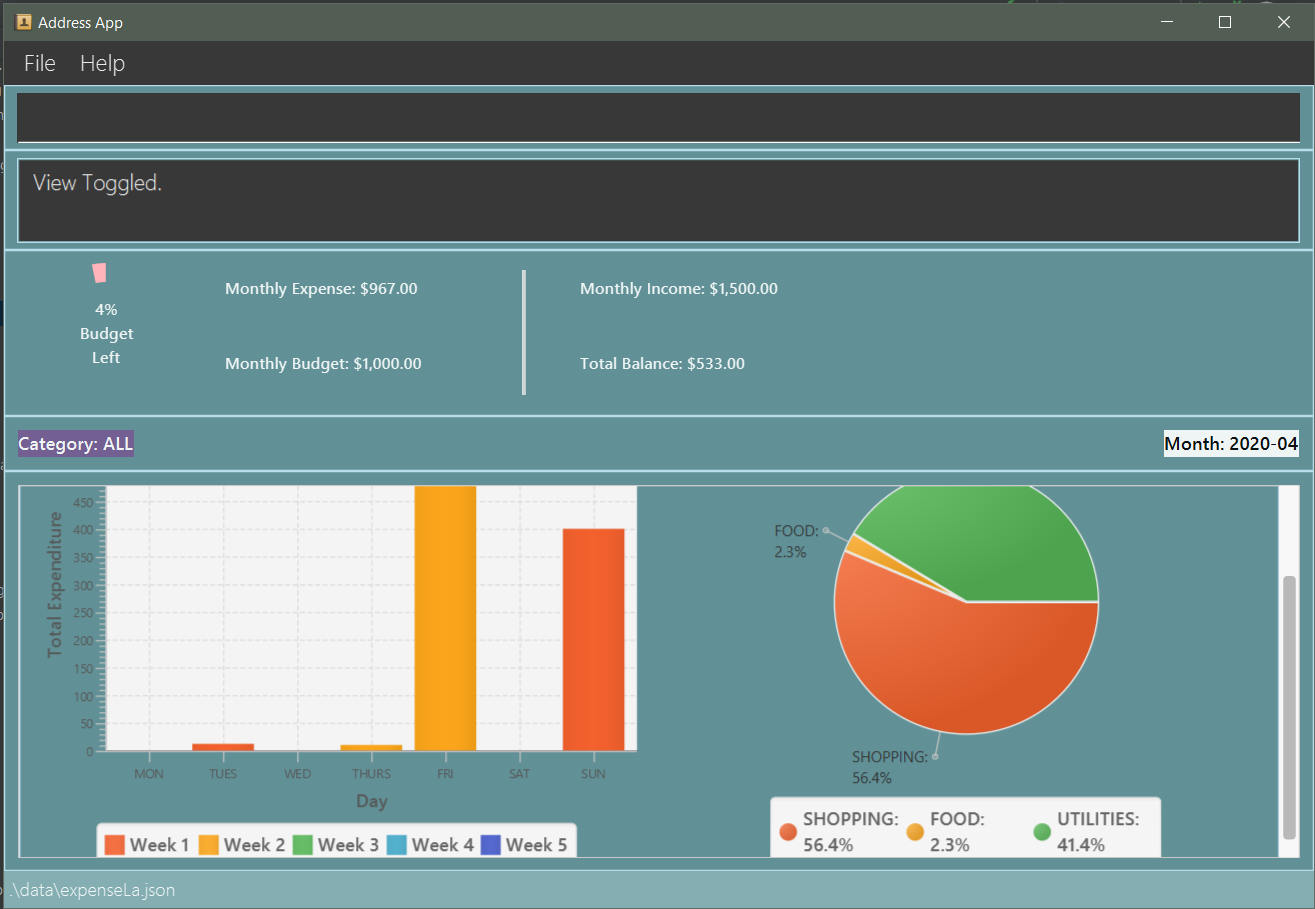 Address App
File Help
View Toggled.
4%
Budget
Left
Monthly Expense: $967.00
Monthly Budget: $1,000.00
Monthly Income: $1,500.00
Total Balance: $533.00
Category: ALL
Month: 2020-04
Total Expenditure
450
400
350
300
250
200
150
100
50
0
MON TUES WED THURS FRI SAT SUN
Day
Week 1 Week 2 Week 3 Week 4 Week 5
FOOD:
2.3%
SHOPPING:
56.4%
SHOPPING:
56.4%
FOOD:
2.3%
UTILITIES:
41.4%
.\data\expenseLa.json